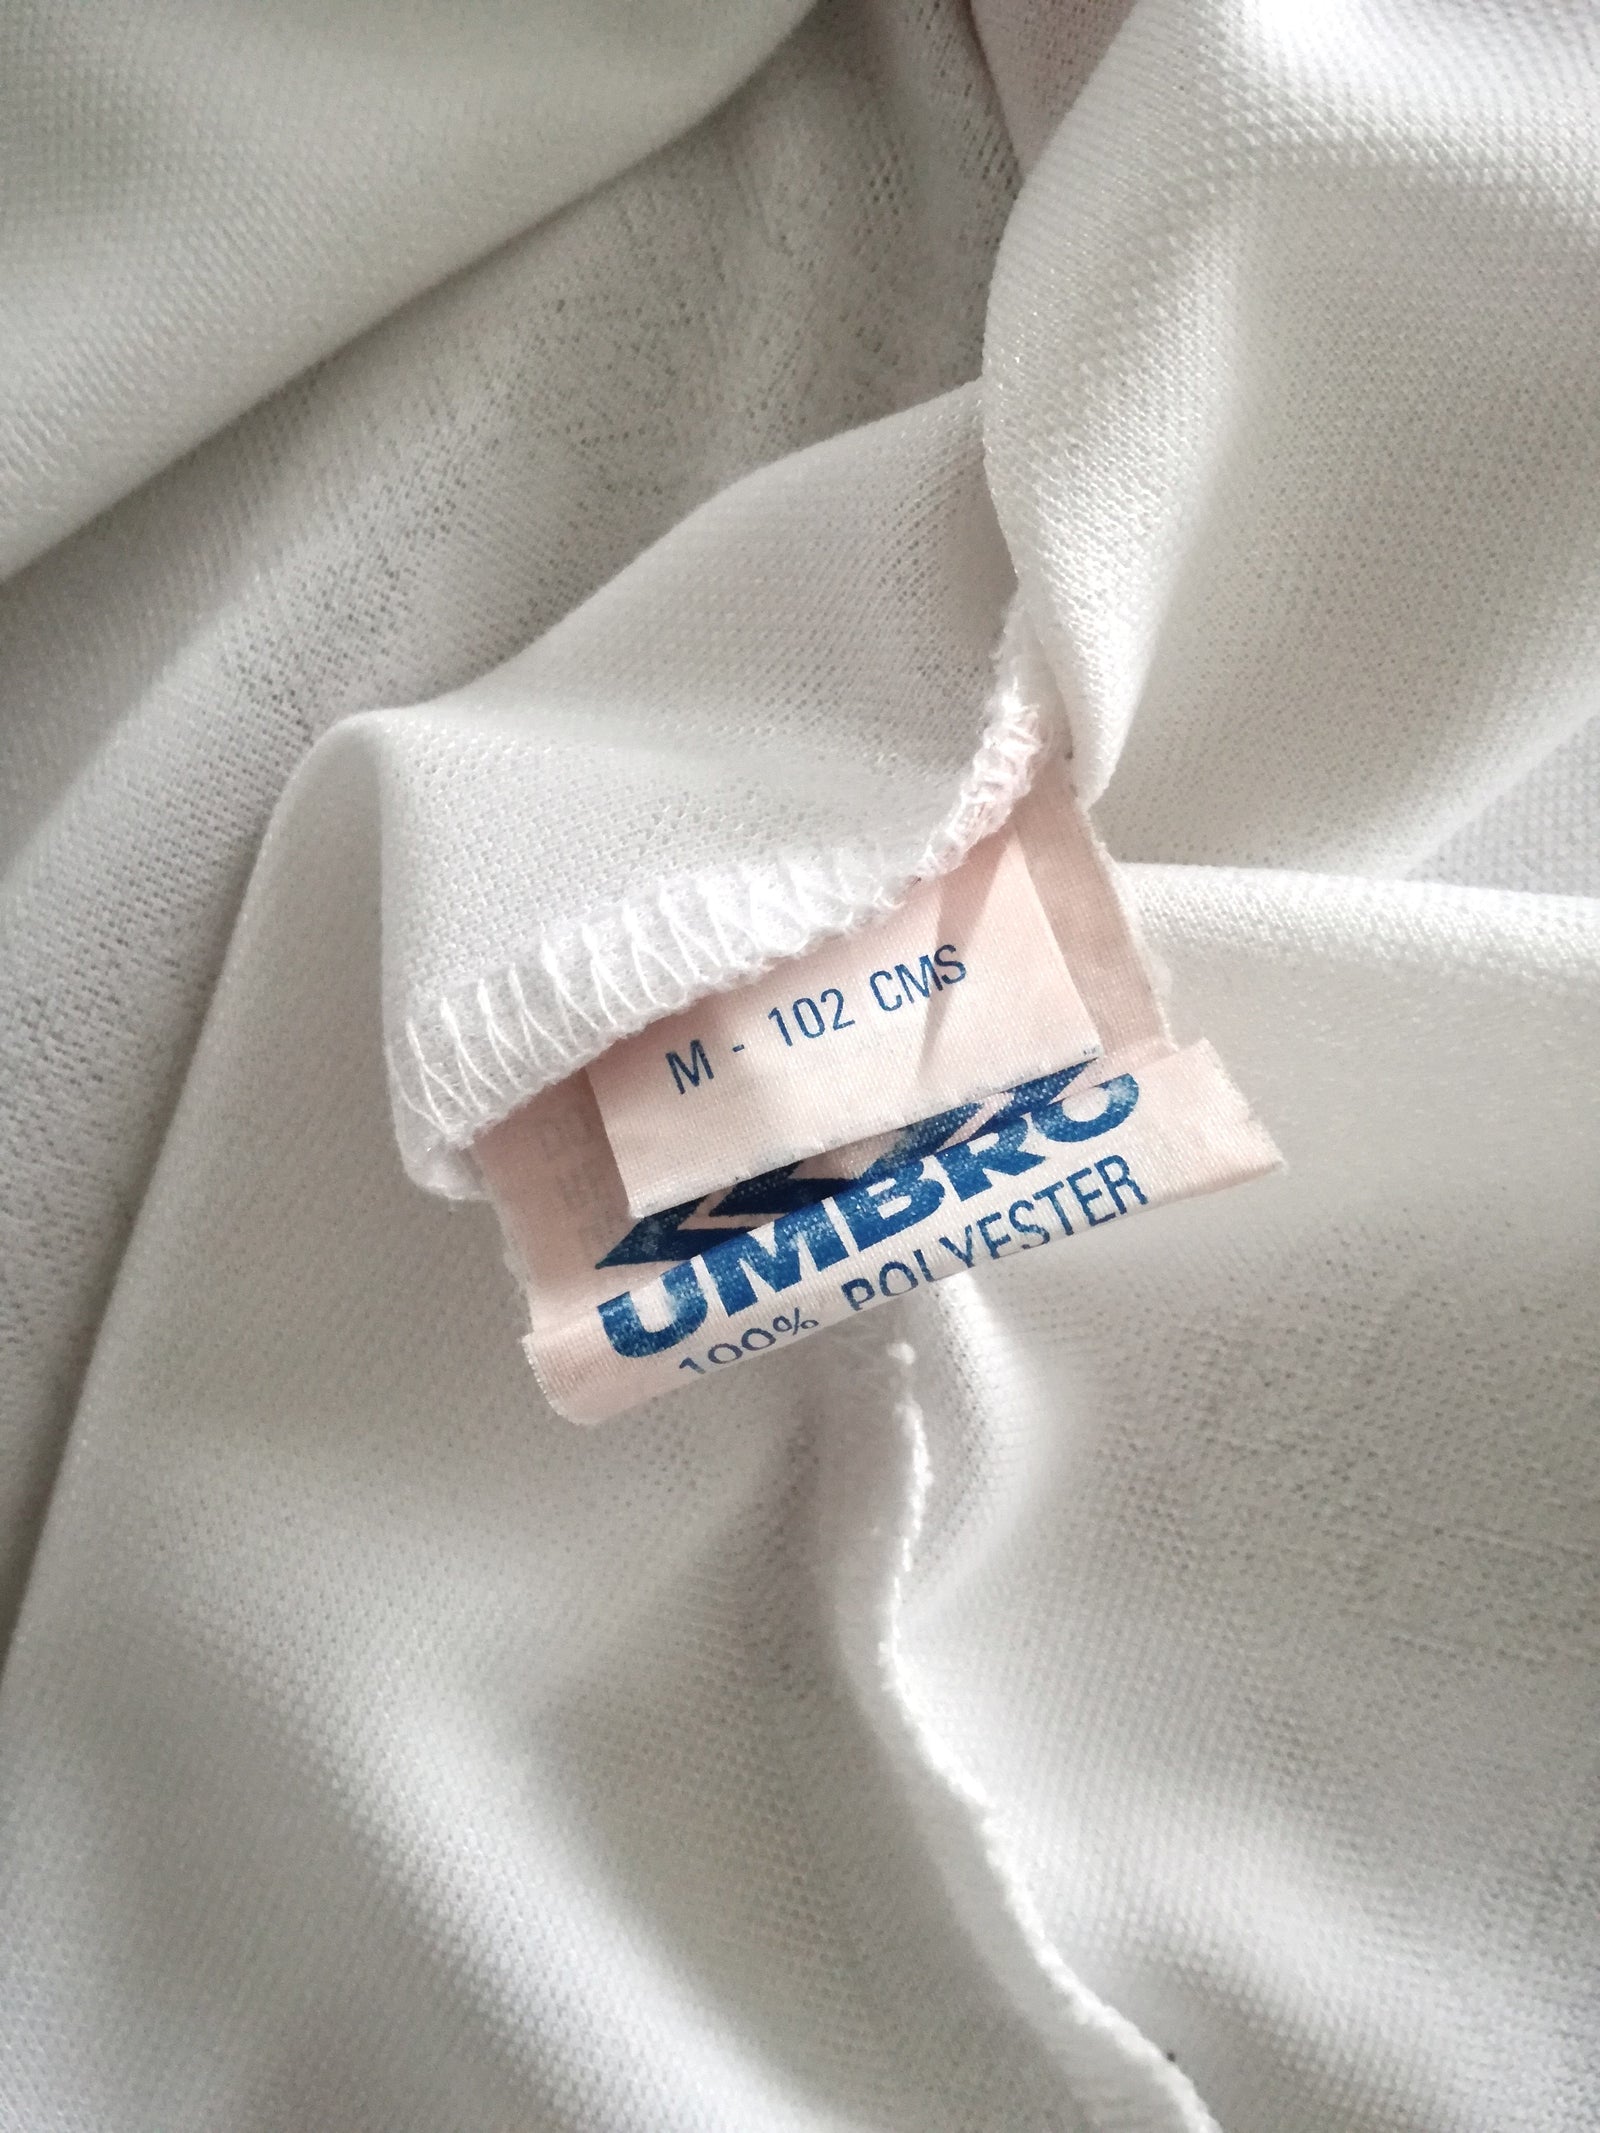 M - 102 CMS
UMBRO
100% POLYESTER